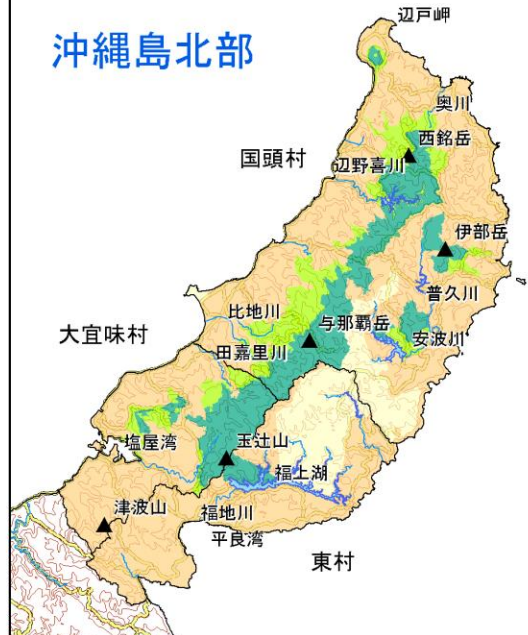 沖縄島北部
辺戸岬
奥川
西銘岳
辺野喜川
国頭村
伊部岳
普久川
比地川
与那覇岳
安波川
大宜味村
田嘉里川
塩屋湾
玉辻山
福上湖
津波山
福地川
平良湾
東村